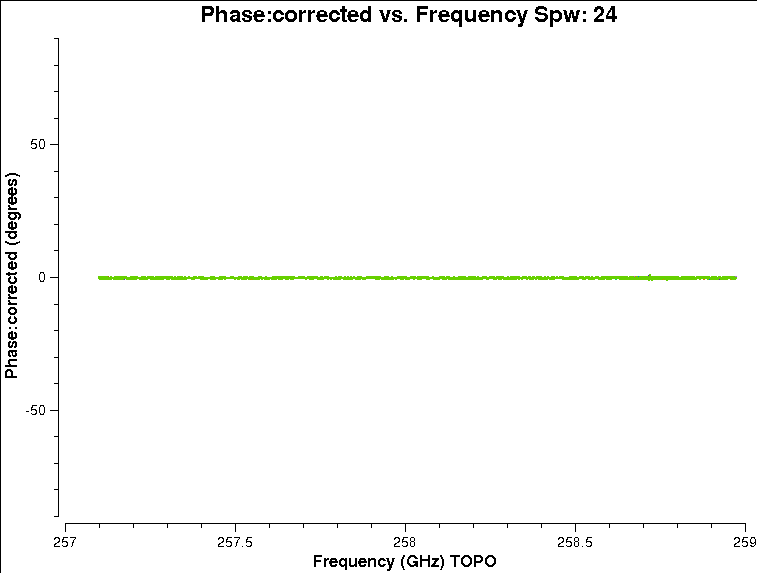 Phase:corrected vs. Frequency Spw: 24
Phase:corrected (degrees)
50
0
-50
257
257.5
258
258.5
259
Frequency (GHz) TOPO